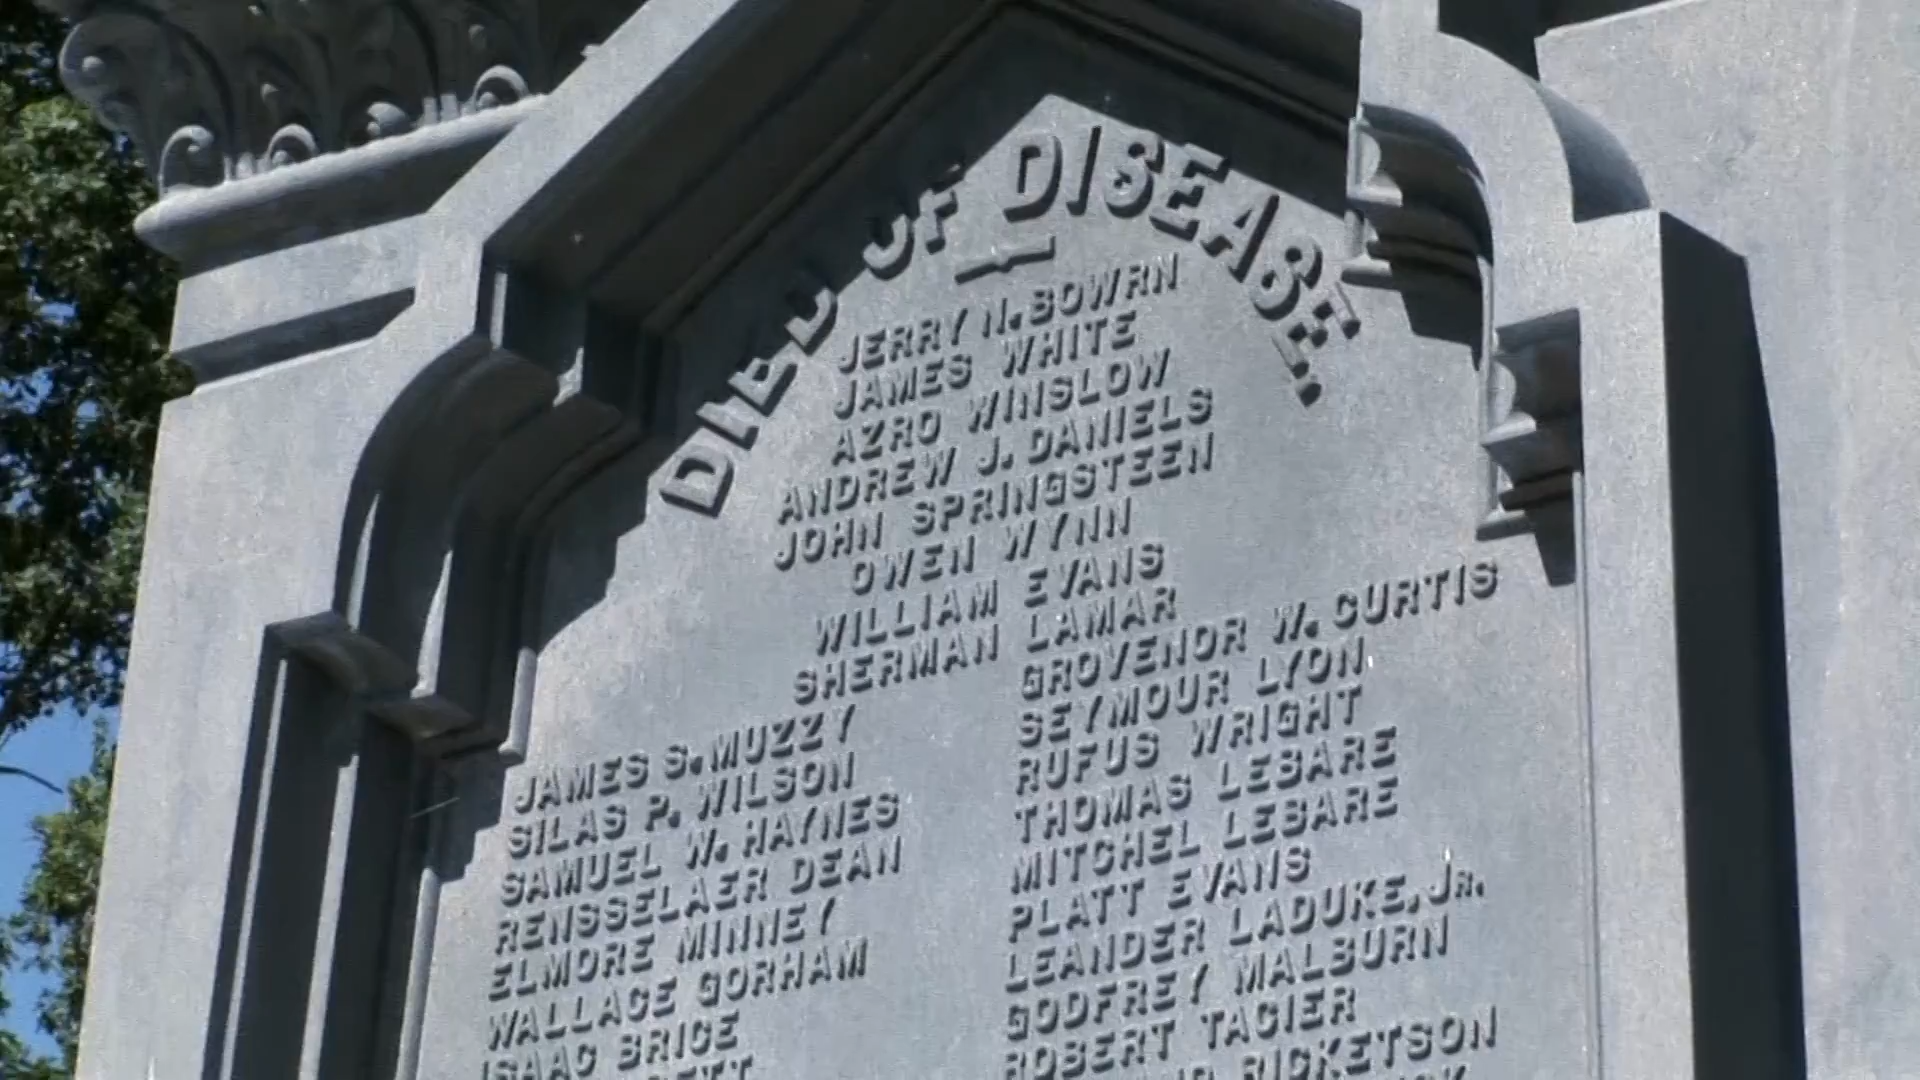 DIED OF DISEASE.
JERRY N. BOWRN
JAMES WHITE
AZRO WINSLOW
ANDREW J. DANIELS
JOHN SPRINGSTEEN
OWEN WYNN
WILLIAM EVANS
SHERMAN LAMAR
JAMES S. MUZZY
SILAS P. WILSON
SAMUEL W. HAYNES
RENSSELAER DEAN
ELMORE MINNEY
WALLACE GORHAM
ISAAC BRICE
GROVENOR W. CURTIS
SEYMOUR LYON
RUFUS WRIGHT
THOMAS LEBARE
MITCHEL LEBARE
PLATT EVANS
LEANDER LADUKE, JR.
GODFREY MALBURN
ROBERT TACIER
RICKETSON